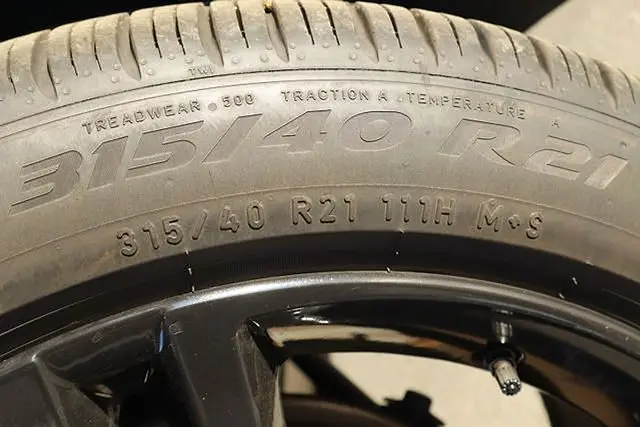 TWI
TREADWEAR 500 TRACTION A TEMPERATURE A
315/40 R21
315/40 R21 111H M+S